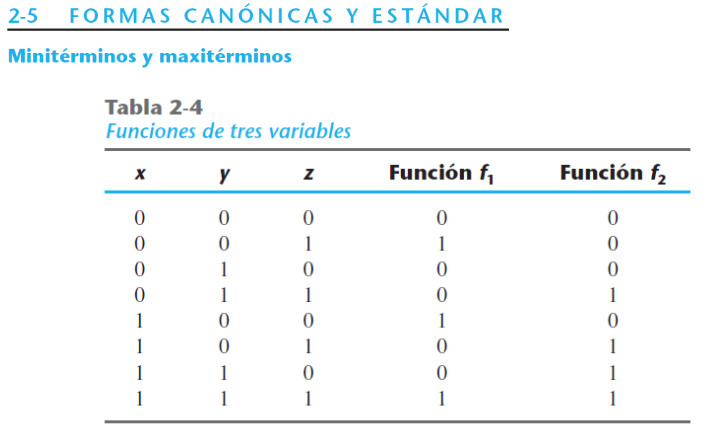 2-5 FORMAS CANÓNICAS Y ESTÁNDAR
Minitérminos y maxitérminos
Tabla 2-4
Funciones de tres variables
x y z Función f₁ Función f₂
0 0 0 0 0
0 0 1 1 0
0 1 0 0 0
0 1 1 0 1
1 0 0 1 0
1 0 1 0 1
1 1 0 0 1
1 1 1 1 1